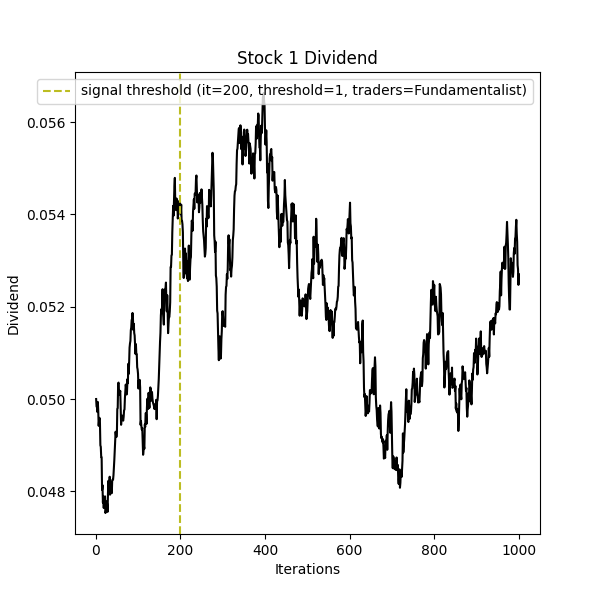 Stock 1 Dividend
signal threshold (it=200, threshold=1, traders=Fundamentalist)
0.056
0.054
0.052
0.050
0.048
Dividend
0
200
400
600
800
1000
Iterations